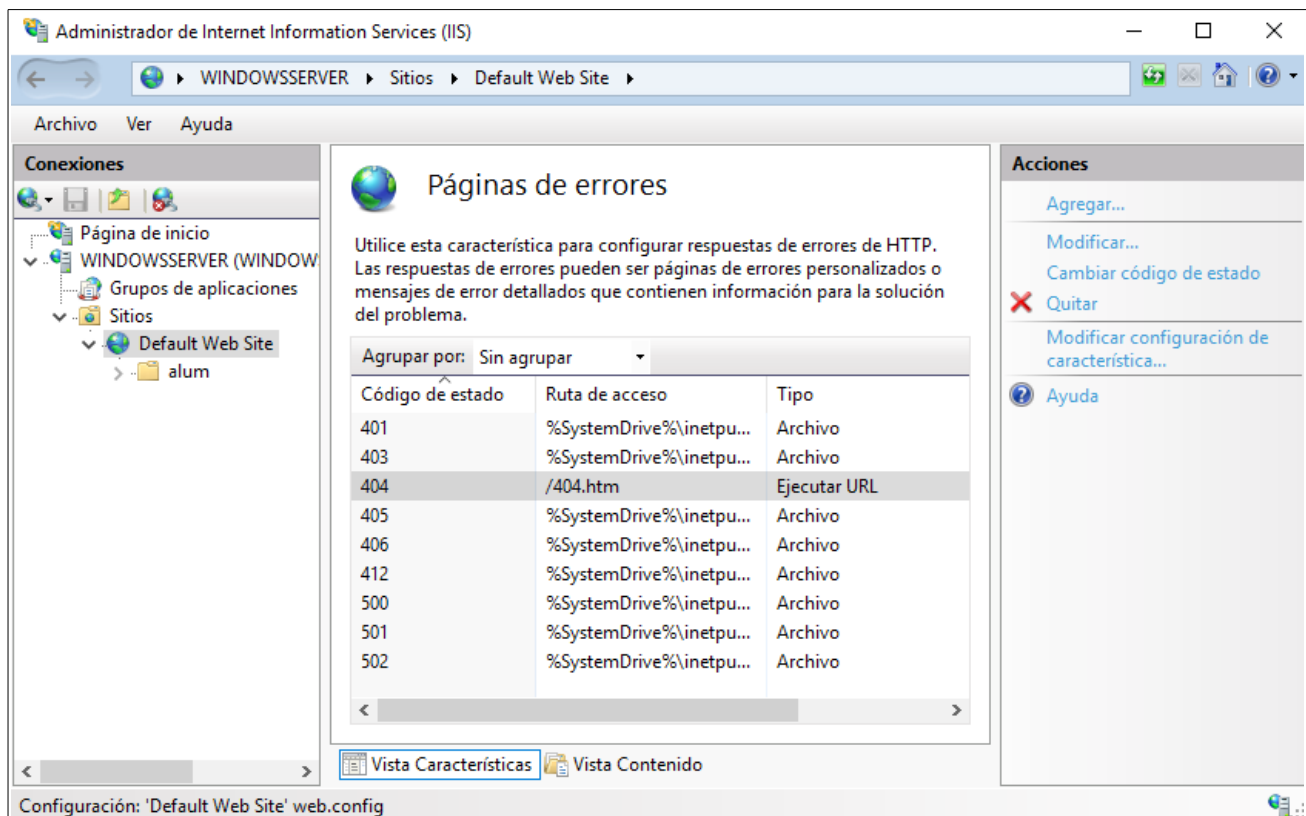 Administrador de Internet Information Services (IIS)
WINDOWSSERVER
Sitios
Default Web Site
Archivo Ver Ayuda
Conexiones
Página de inicio
WINDOWSSERVER (WINDOW
Grupos de aplicaciones
Sitios
Default Web Site
alum
Páginas de errores
Utilice esta característica para configurar respuestas de errores de HTTP.
Las respuestas de errores pueden ser páginas de errores personalizados o
mensajes de error detallados que contienen información para la solución
del problema.
Agrupar por: Sin agrupar
Código de estado Ruta de acceso Tipo
401 %SystemDrive%\inetpu... Archivo
403 %SystemDrive%\inetpu... Archivo
404 /404.htm Ejecutar URL
405 %SystemDrive%\inetpu... Archivo
406 %SystemDrive%\inetpu... Archivo
412 %SystemDrive%\inetpu... Archivo
500 %SystemDrive%\inetpu... Archivo
501 %SystemDrive%\inetpu... Archivo
502 %SystemDrive%\inetpu... Archivo
Vista Características Vista Contenido
Acciones
Agregar...
Modificar...
Cambiar código de estado
Quitar
Modificar configuración de
característica...
Ayuda
Configuración: 'Default Web Site' web.config